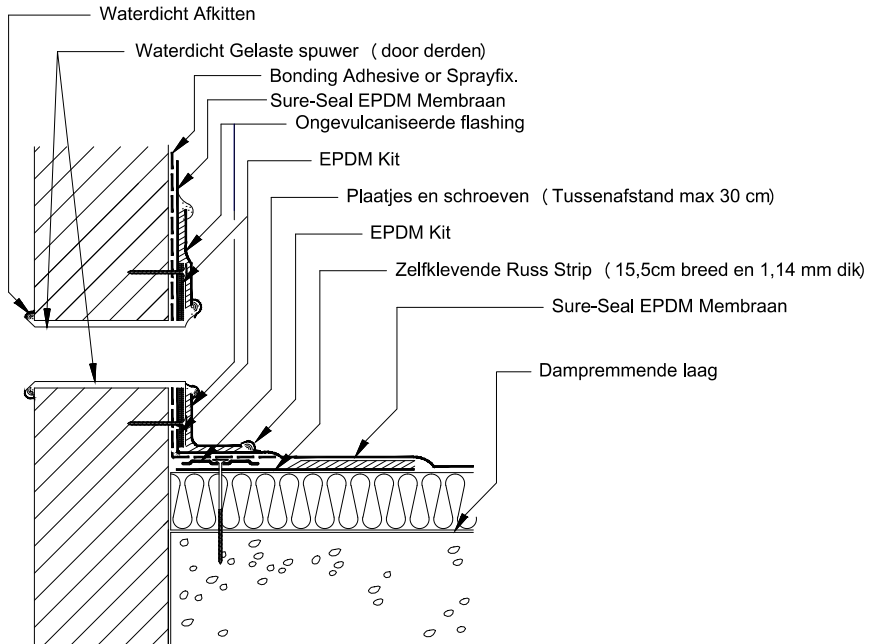 Waterdicht Afkitten
Waterdicht Gelaste spuwer ( door derden)
Bonding Adhesive or Sprayfix.
Sure-Seal EPDM Membraan
Ongevulcaniseerde flashing
EPDM Kit
Plaatjes en schroeven ( Tussenafstand max 30 cm)
EPDM Kit
Zelfklevende Russ Strip ( 15,5cm breed en 1,14 mm dik)
Sure-Seal EPDM Membraan
Dampremmende laag